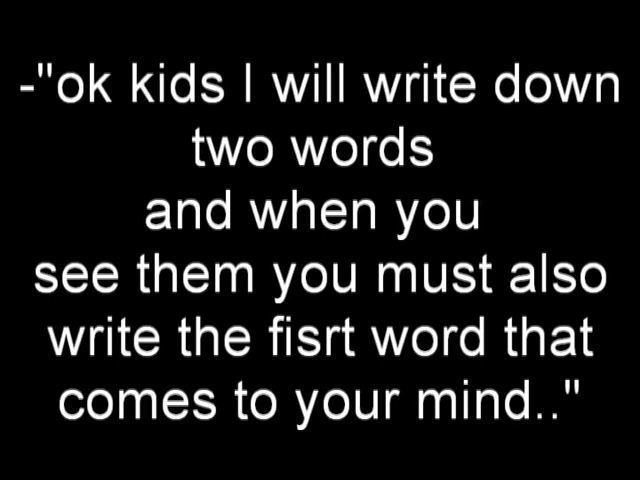 -"ok kids I will write down
two words
and when you
see them you must also
write the fisrt word that
comes to your mind.."